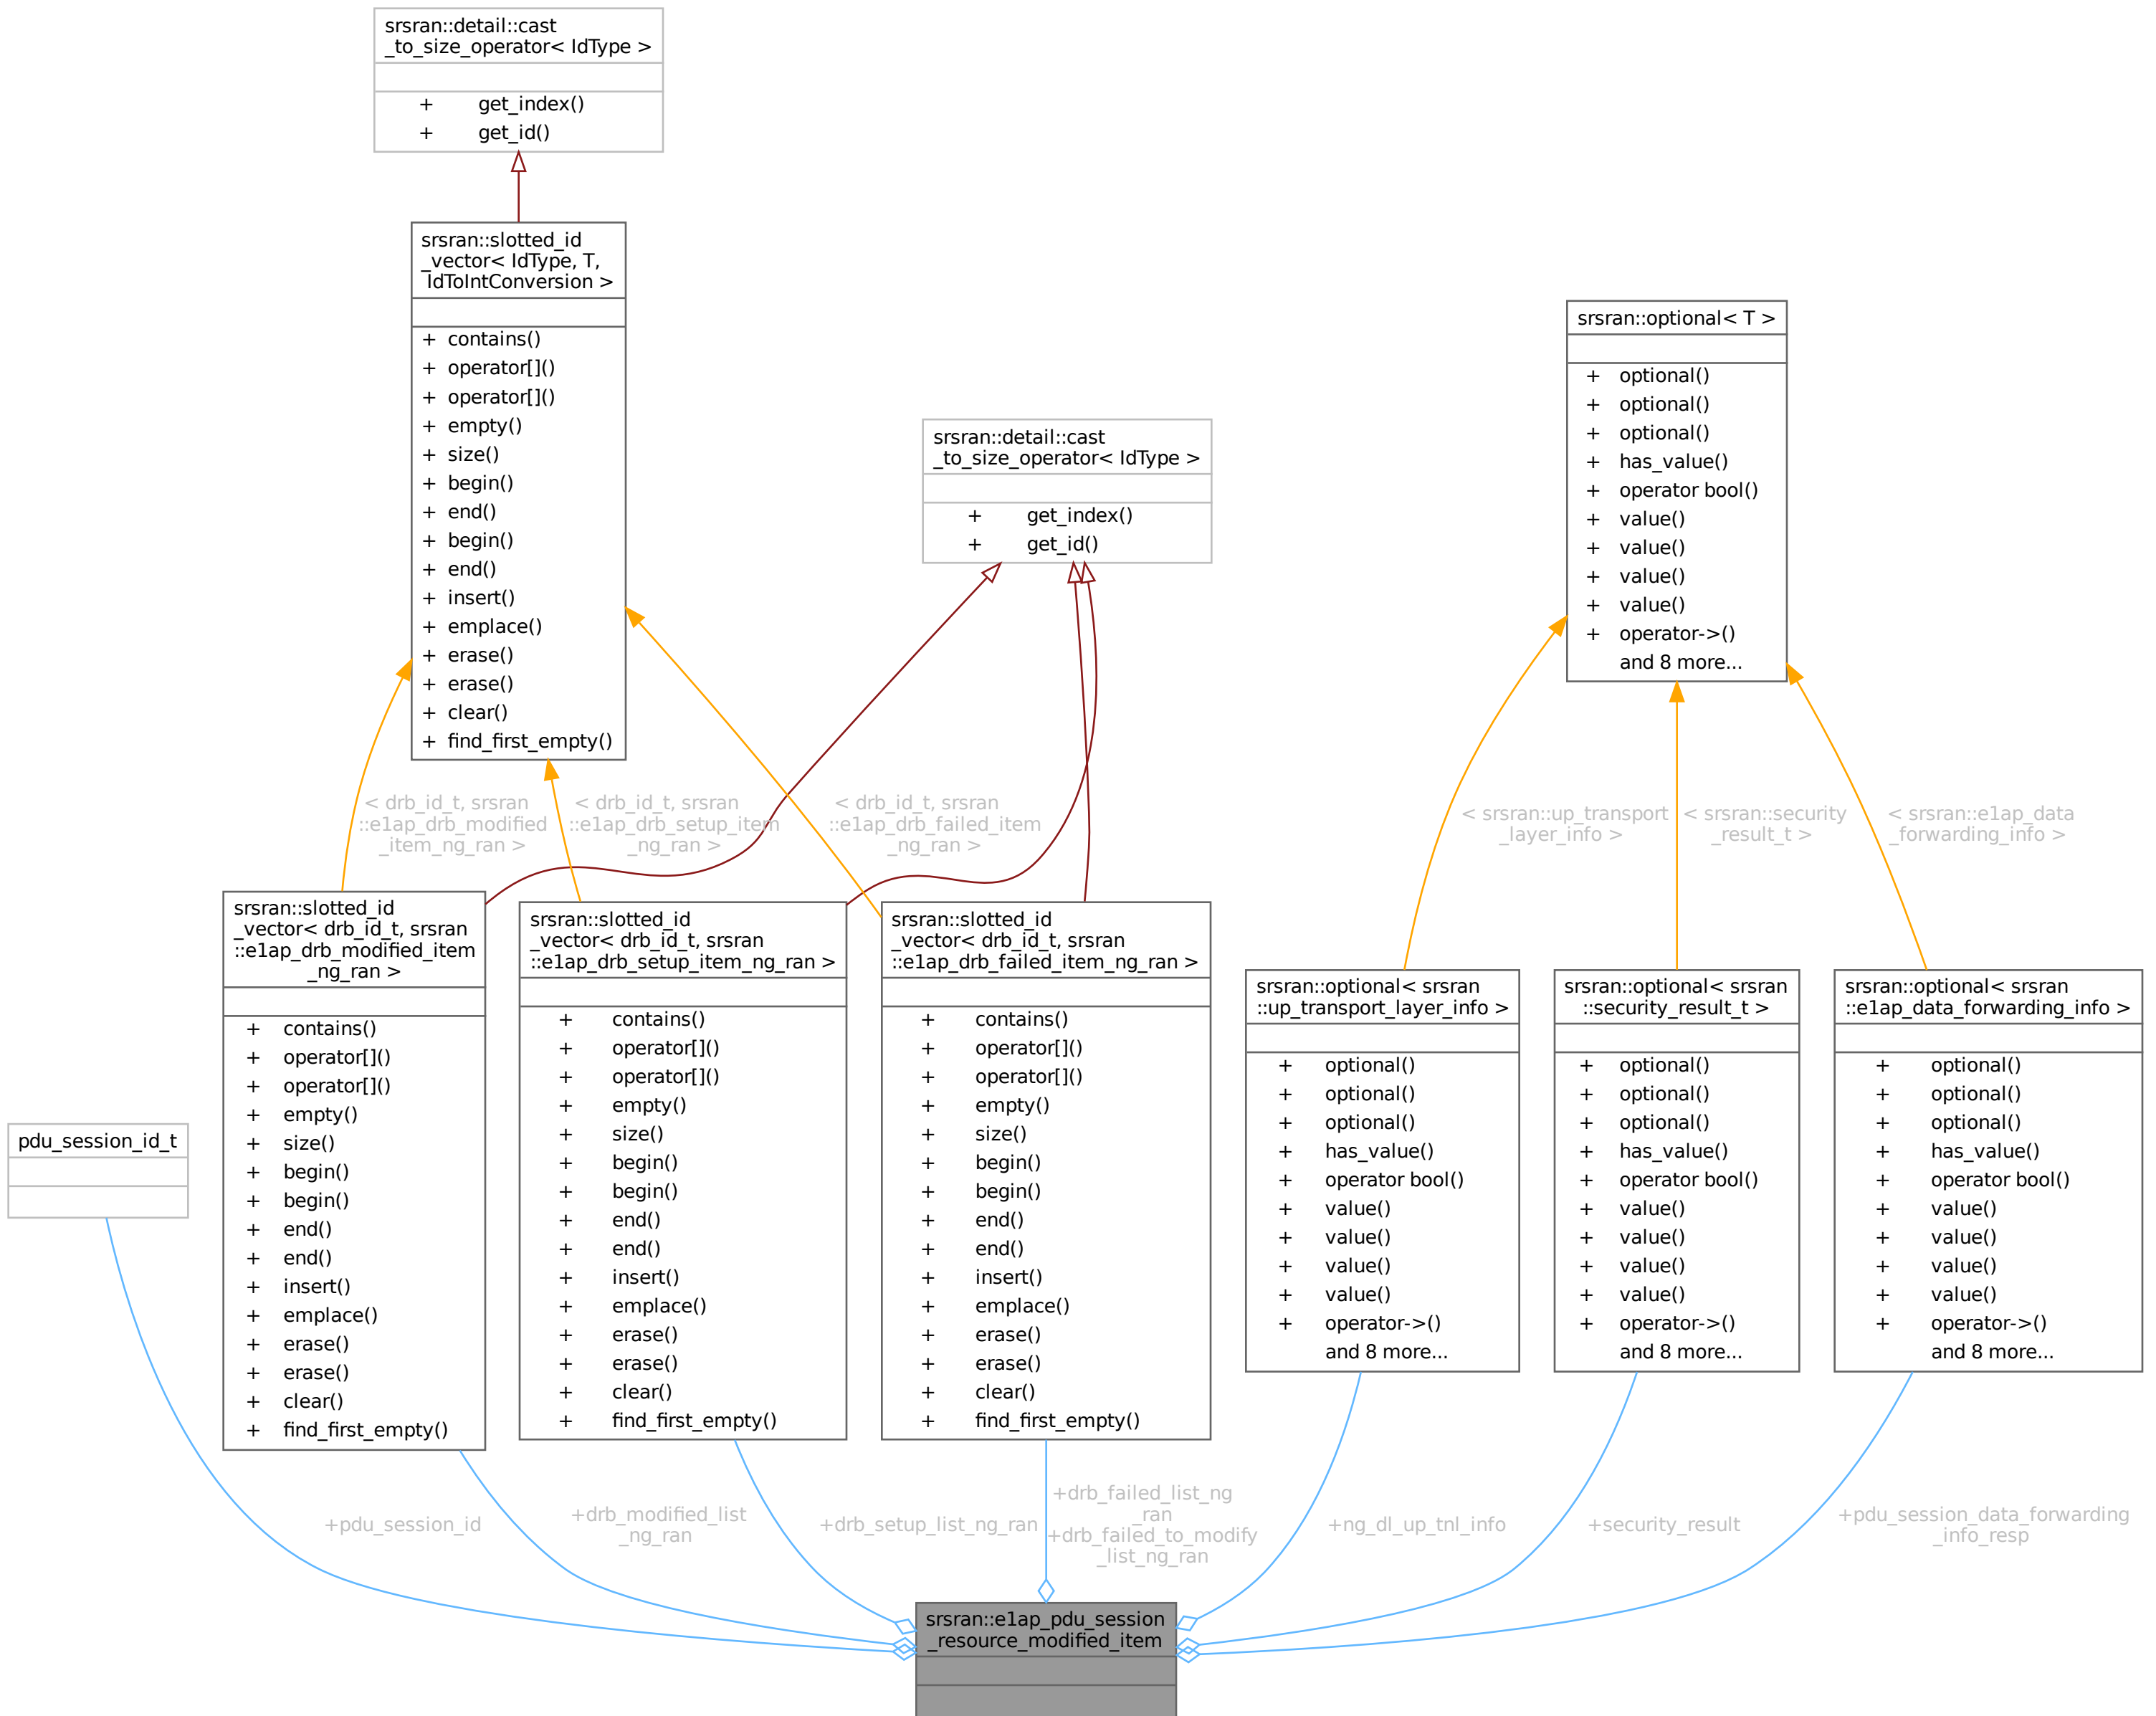 srsran::detail::cast
_to_size_operator< IdType >
+ get_index()
+ get_id()
srsran::slotted_id
_vector< IdType, T,
IdToIntConversion >
+ contains()
+ operator[]()
+ operator[]()
+ empty()
+ size()
+ begin()
+ end()
+ begin()
+ end()
+ insert()
+ emplace()
+ erase()
+ erase()
+ clear()
+ find_first_empty()
srsran::detail::cast
_to_size_operator< IdType >
+ get_index()
+ get_id()
srsran::optional< T >
+ optional()
+ optional()
+ optional()
+ has_value()
+ operator bool()
+ value()
+ value()
+ value()
+ value()
+ operator->()
and 8 more...
< drb_id_t, srsran
::e1ap_drb_modified
_item_ng_ran >
< drb_id_t, srsran
::e1ap_drb_setup_item
_ng_ran >
< drb_id_t, srsran
::e1ap_drb_failed_item
_ng_ran >
< srsran::up_transport
_layer_info >
< srsran::security
_result_t >
< srsran::e1ap_data
_forwarding_info >
pdu_session_id_t
srsran::slotted_id
_vector< drb_id_t, srsran
::e1ap_drb_modified_item
_ng_ran >
+ contains()
+ operator[]()
+ operator[]()
+ empty()
+ size()
+ begin()
+ begin()
+ end()
+ end()
+ insert()
+ emplace()
+ erase()
+ erase()
+ clear()
+ find_first_empty()
srsran::slotted_id
_vector< drb_id_t, srsran
::e1ap_drb_setup_item_ng_ran >
+ contains()
+ operator[]()
+ operator[]()
+ empty()
+ size()
+ begin()
+ begin()
+ end()
+ end()
+ insert()
+ emplace()
+ erase()
+ erase()
+ clear()
+ find_first_empty()
srsran::slotted_id
_vector< drb_id_t, srsran
::e1ap_drb_failed_item_ng_ran >
+ contains()
+ operator[]()
+ operator[]()
+ empty()
+ size()
+ begin()
+ begin()
+ end()
+ end()
+ insert()
+ emplace()
+ erase()
+ erase()
+ clear()
+ find_first_empty()
srsran::optional< srsran
::up_transport_layer_info >
+ optional()
+ optional()
+ optional()
+ has_value()
+ operator bool()
+ value()
+ value()
+ value()
+ value()
+ operator->()
and 8 more...
srsran::optional< srsran
::security_result_t >
+ optional()
+ optional()
+ optional()
+ has_value()
+ operator bool()
+ value()
+ value()
+ value()
+ value()
+ operator->()
and 8 more...
srsran::optional< srsran
::e1ap_data_forwarding_info >
+ optional()
+ optional()
+ optional()
+ has_value()
+ operator bool()
+ value()
+ value()
+ value()
+ value()
+ operator->()
and 8 more...
+pdu_session_id
+drb_modified_list
_ng_ran
+drb_setup_list_ng_ran
+drb_failed_list_ng
_ran
+drb_failed_to_modify
_list_ng_ran
+ng_dl_up_tnl_info
+security_result
+pdu_session_data_forwarding
_info_resp
srsran::e1ap_pdu_session
_resource_modified_item